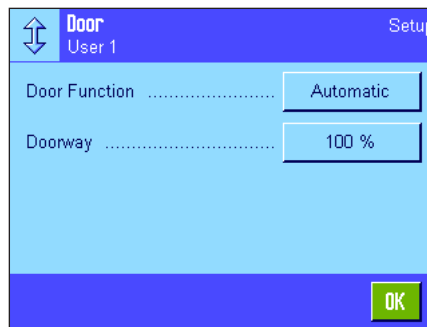 Door
Setup
User 1
Door Function ....................... Automatic
Doorway ............................... 100 %
OK